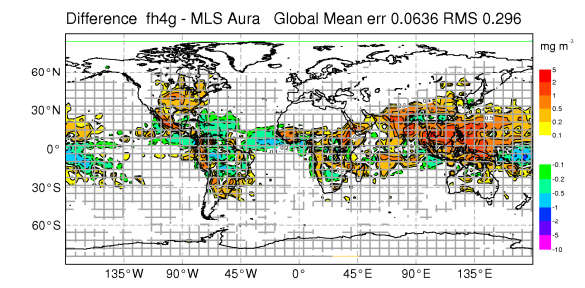 Difference fh4g - MLS Aura Global Mean err 0.0636 RMS 0.296
mg m⁻³
60°N
30°N
0°
30°S
60°S
135°W 90°W 45°W 0° 45°E 90°E 135°E
5
2
1
0.5
0.2
0.1
-0.1
-0.2
-0.5
-1
-2
-5
-10